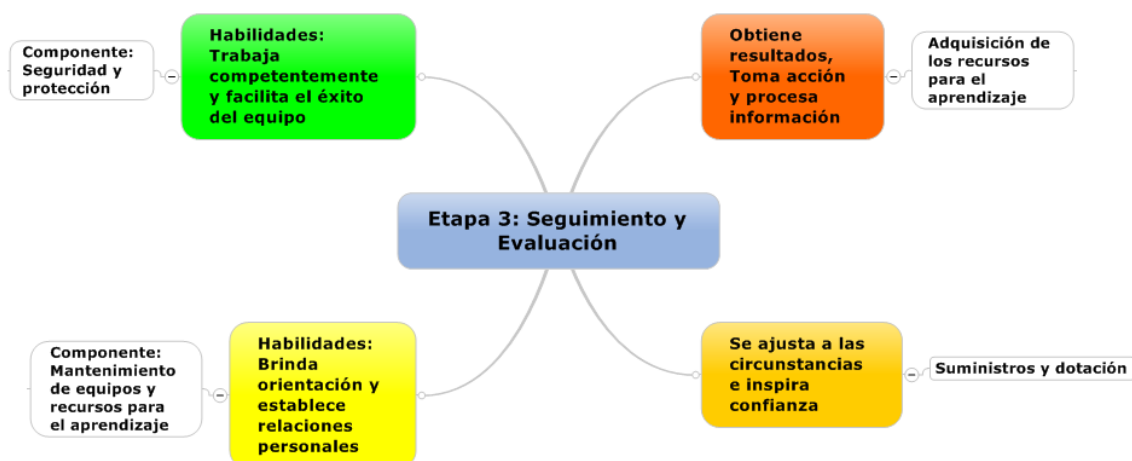 Componente:
Seguridad y
protección
Habilidades:
Trabaja
competentemente
y facilita el éxito
del equipo
Obtiene
resultados,
Toma acción
y procesa
información
Adquisición de
los recursos
para el
aprendizaje
Etapa 3: Seguimiento y
Evaluación
Componente:
Mantenimiento
de equipos y
recursos para
el aprendizaje
Habilidades:
Brinda
orientación y
establece
relaciones
personales
Se ajusta a las
circunstancias
e inspira
confianza
Suministros y dotación